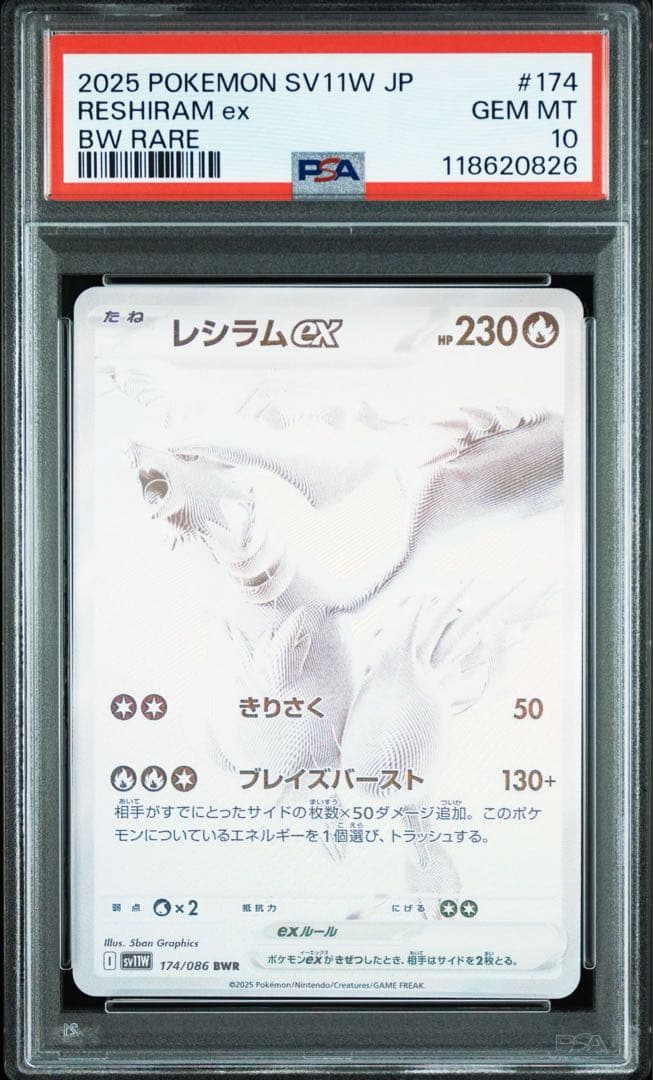 2025 POKEMON SV11W JP #174
RESHIRAM ex GEM MT
BW RARE 10
PSA 118620826
たね レシラムex HP 230
きりさく 50
ブレイズバースト 130+
相手がすでにとったサイドの枚数×50ダメージ追加。このポケ
モンについているエネルギーを1個選び、トラッシュする。
弱点 ×2 抵抗力 にげる
exルール
ポケモンexがきぜつしたとき、相手はサイドを2枚とる。
Illus. 5ban Graphics
I sv11W 174/086 BWR
©2025 Pokémon/Nintendo/Creatures/GAME FREAK.
PSA